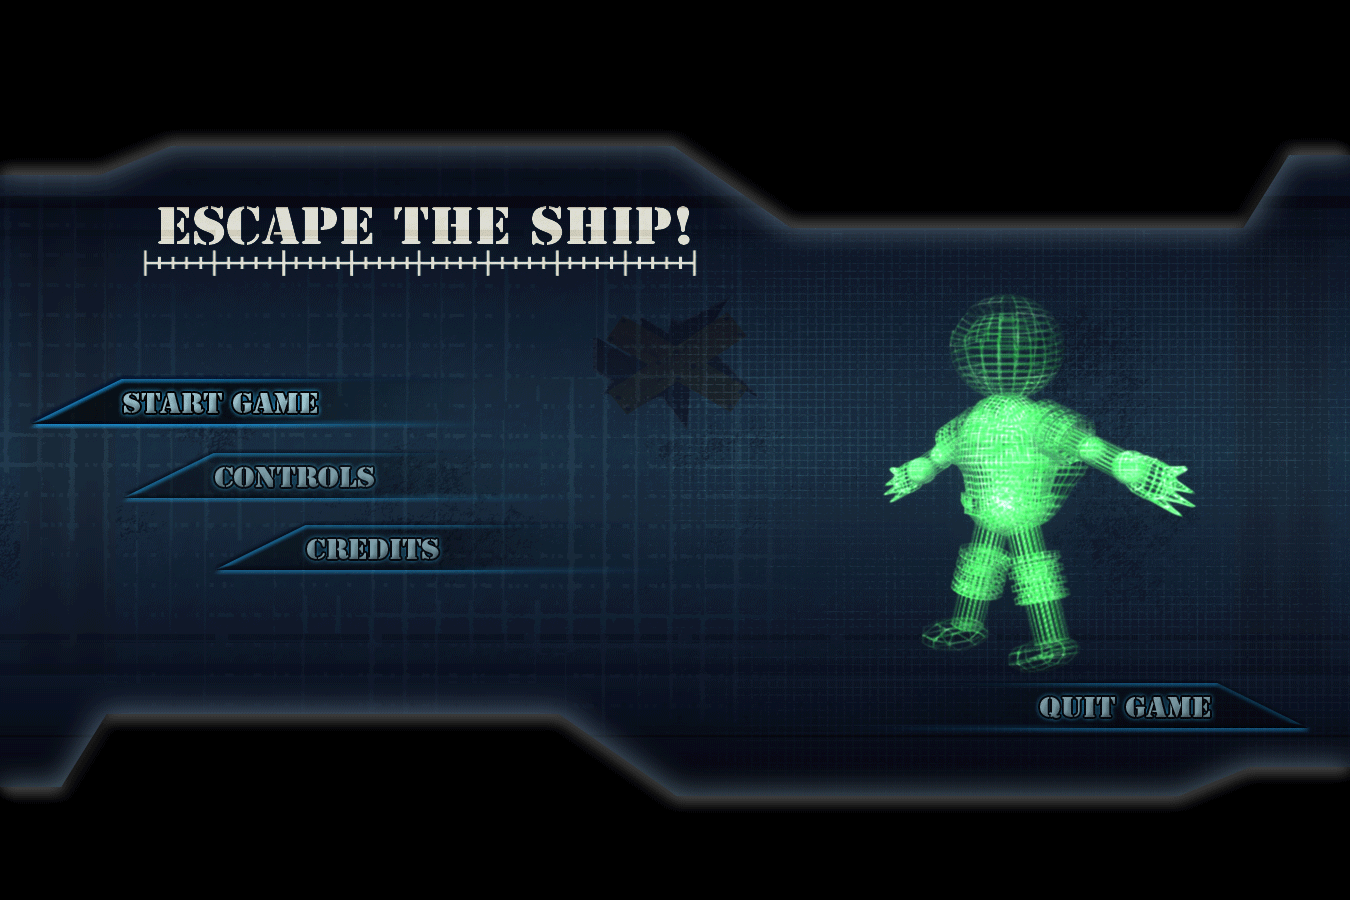 ESCAPE THE SHIP!
START GAME
CONTROLS
CREDITS
QUIT GAME